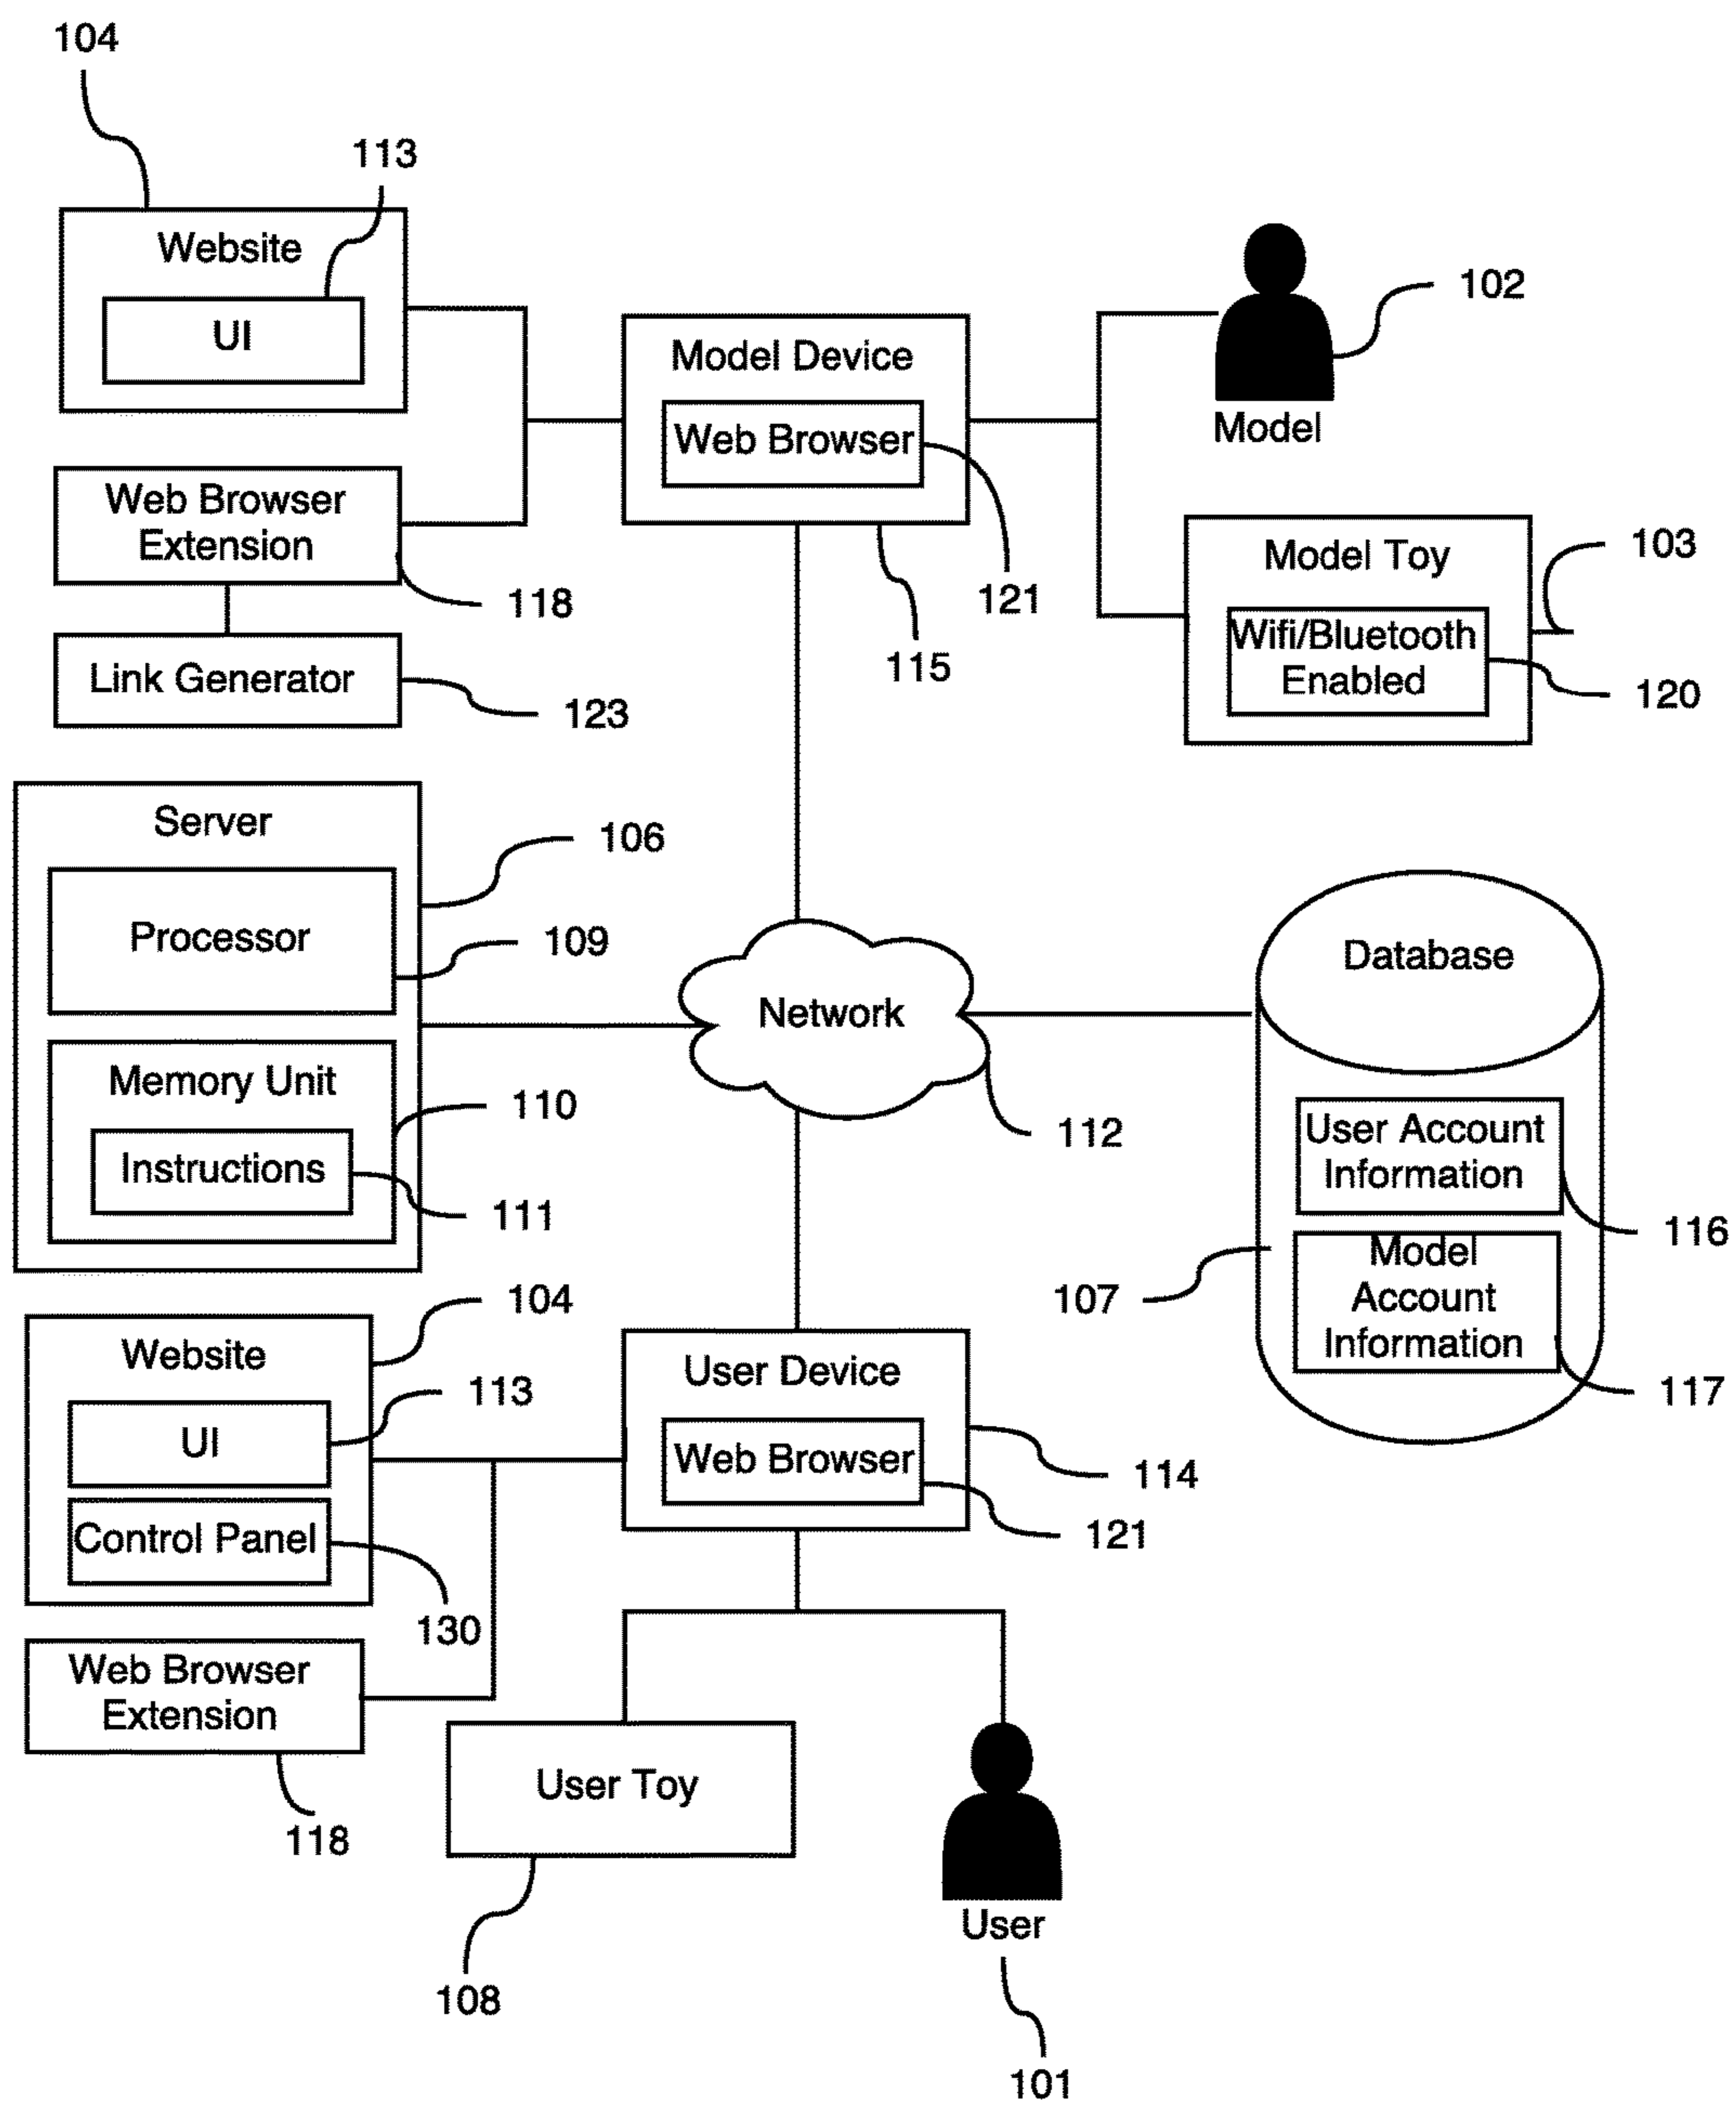 104
113
Website
UI
102
Model Device
Web Browser
Model
Web Browser
Extension
118
121
115
Model Toy
103
Wifi/Bluetooth
Enabled
120
Link Generator
123
Server
106
Processor
109
Memory Unit
110
Instructions
111
Network
112
Database
User Account
Information
116
Model
Account
Information
107
117
104
Website
113
UI
Control Panel
130
User Device
Web Browser
114
121
Web Browser
Extension
118
User Toy
108
User
101